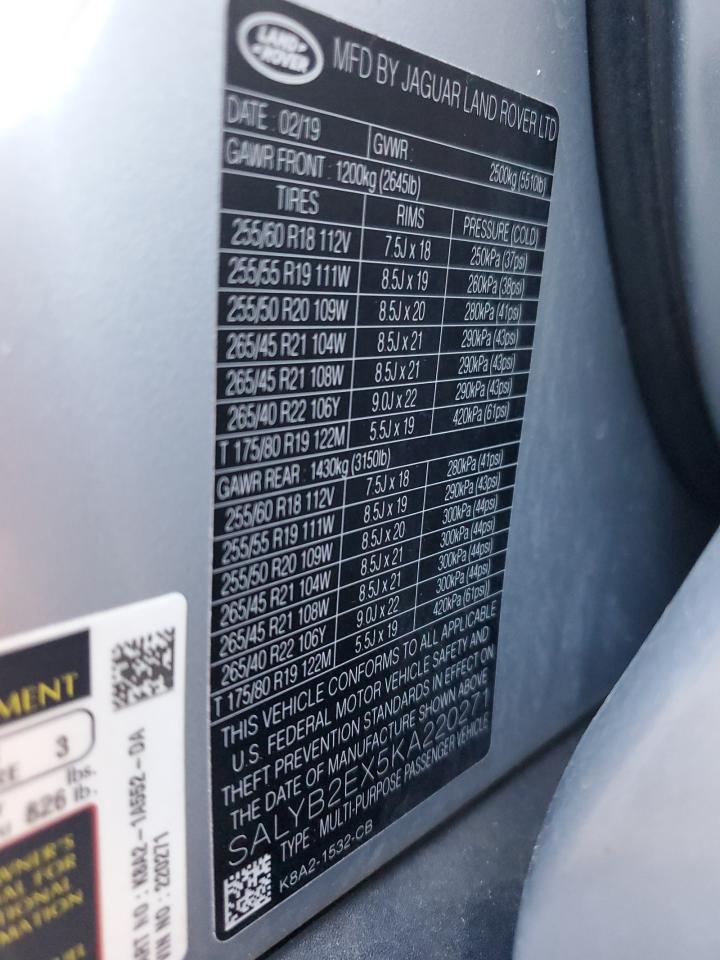 LAND ROVER
MFD BY JAGUAR LAND ROVER LTD
DATE : 02/19 GVWR : 2500kg (5510lb)
GAWR FRONT : 1200kg (2645lb)
TIRES RIMS PRESSURE (COLD)
255/60 R18 112V 7.5J x 18 250kPa (37psi)
255/55 R19 111W 8.5J x 19 260kPa (38psi)
255/50 R20 109W 8.5J x 20 280kPa (41psi)
265/45 R21 104W 8.5J x 21 290kPa (43psi)
265/45 R21 108W 8.5J x 21 290kPa (43psi)
265/40 R22 106Y 9.0J x 22 290kPa (43psi)
T 175/80 R19 122M 5.5J x 19 420kPa (61psi)
GAWR REAR : 1430kg (3150lb)
255/60 R18 112V 7.5J x 18 280kPa (41psi)
255/55 R19 111W 8.5J x 19 290kPa (43psi)
255/50 R20 109W 8.5J x 20 300kPa (44psi)
265/45 R21 104W 8.5J x 21 300kPa (44psi)
265/45 R21 108W 8.5J x 21 300kPa (44psi)
265/40 R22 106Y 9.0J x 22 300kPa (44psi)
T 175/80 R19 122M 5.5J x 19 420kPa (61psi)
THIS VEHICLE CONFORMS TO ALL APPLICABLE
U.S. FEDERAL MOTOR VEHICLE SAFETY AND
THEFT PREVENTION STANDARDS IN EFFECT ON
THE DATE OF MANUFACTURE SHOWN ABOVE
SALYB2EX5KA220271
TYPE : MULTI-PURPOSE PASSENGER VEHICLE
K8A2-1532-CB
MENT
3
lbs.
826 lb.
OWNER'S
AL FOR
TIONAL
MATION
ART NO : K8A2-1A552-DA
VIN NO : 220271